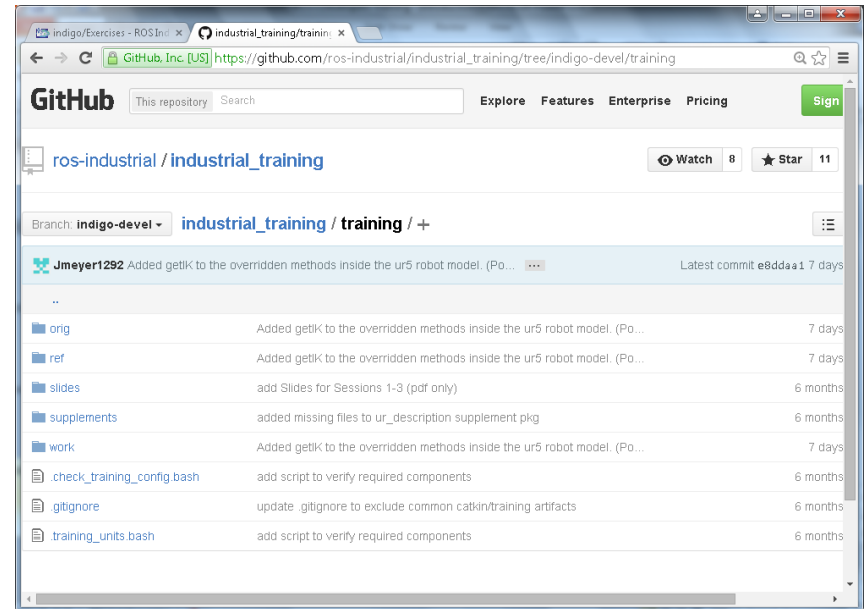 indigo/Exercises - ROS Ind
industrial_training/training
GitHub, Inc. [US] https://github.com/ros-industrial/industrial_training/tree/indigo-devel/training
GitHub This repository Search Explore Features Enterprise Pricing Sign
ros-industrial / industrial_training Watch 8 Star 11
Branch: indigo-devel industrial_training / training / +
Jmeyer1292 Added getIK to the overridden methods inside the ur5 robot model. (Po... ... Latest commit e8ddaa1 7 days
..
orig Added getIK to the overridden methods inside the ur5 robot model. (Po... 7 days
ref Added getIK to the overridden methods inside the ur5 robot model. (Po... 7 days
slides add Slides for Sessions 1-3 (pdf only) 6 months
supplements added missing files to ur_description supplement pkg 6 months
work Added getIK to the overridden methods inside the ur5 robot model. (Po... 7 days
.check_training_config.bash add script to verify required components 6 months
.gitignore update .gitignore to exclude common catkin/training artifacts 6 months
.training_units.bash add script to verify required components 6 months